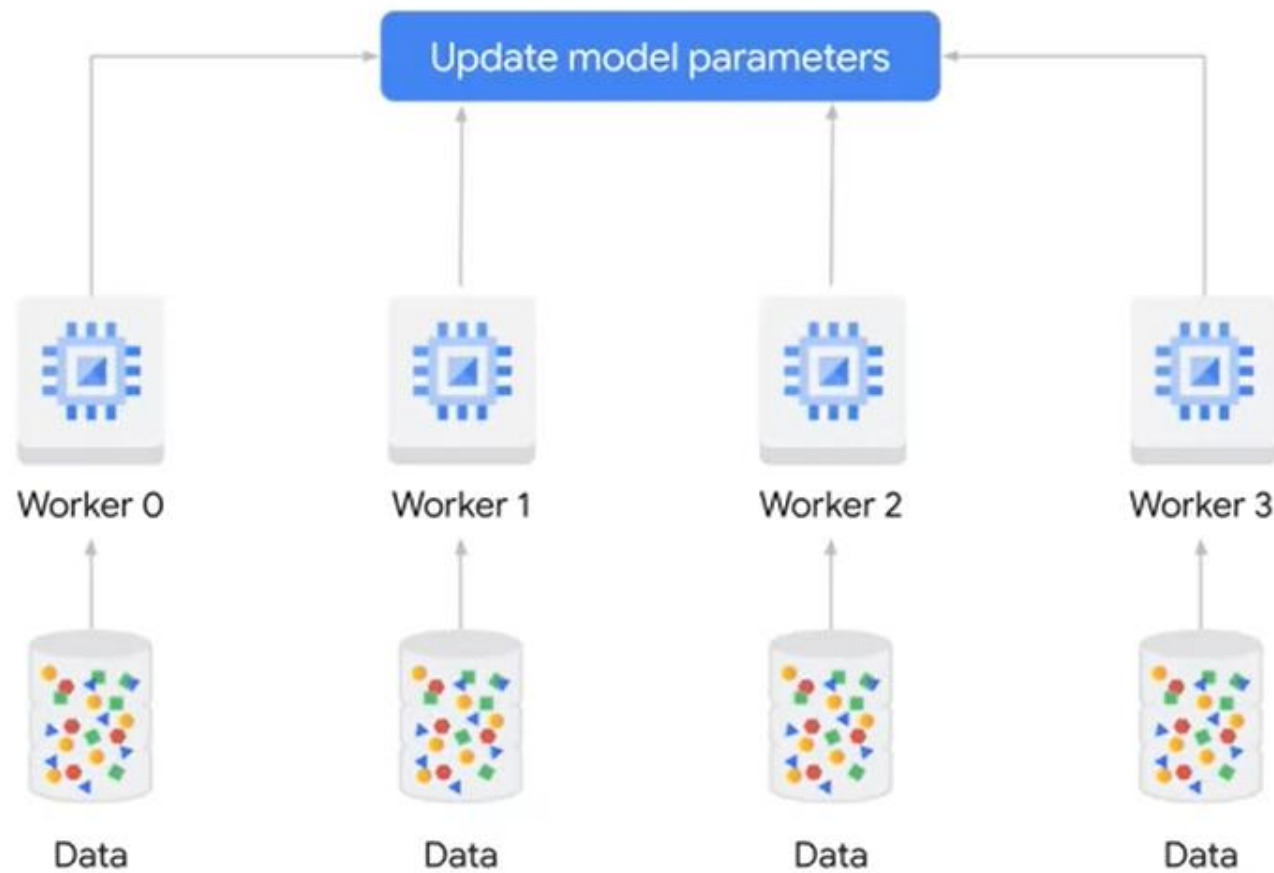 Update model parameters
Worker 0
Worker 1
Worker 2
Worker 3
Data
Data
Data
Data